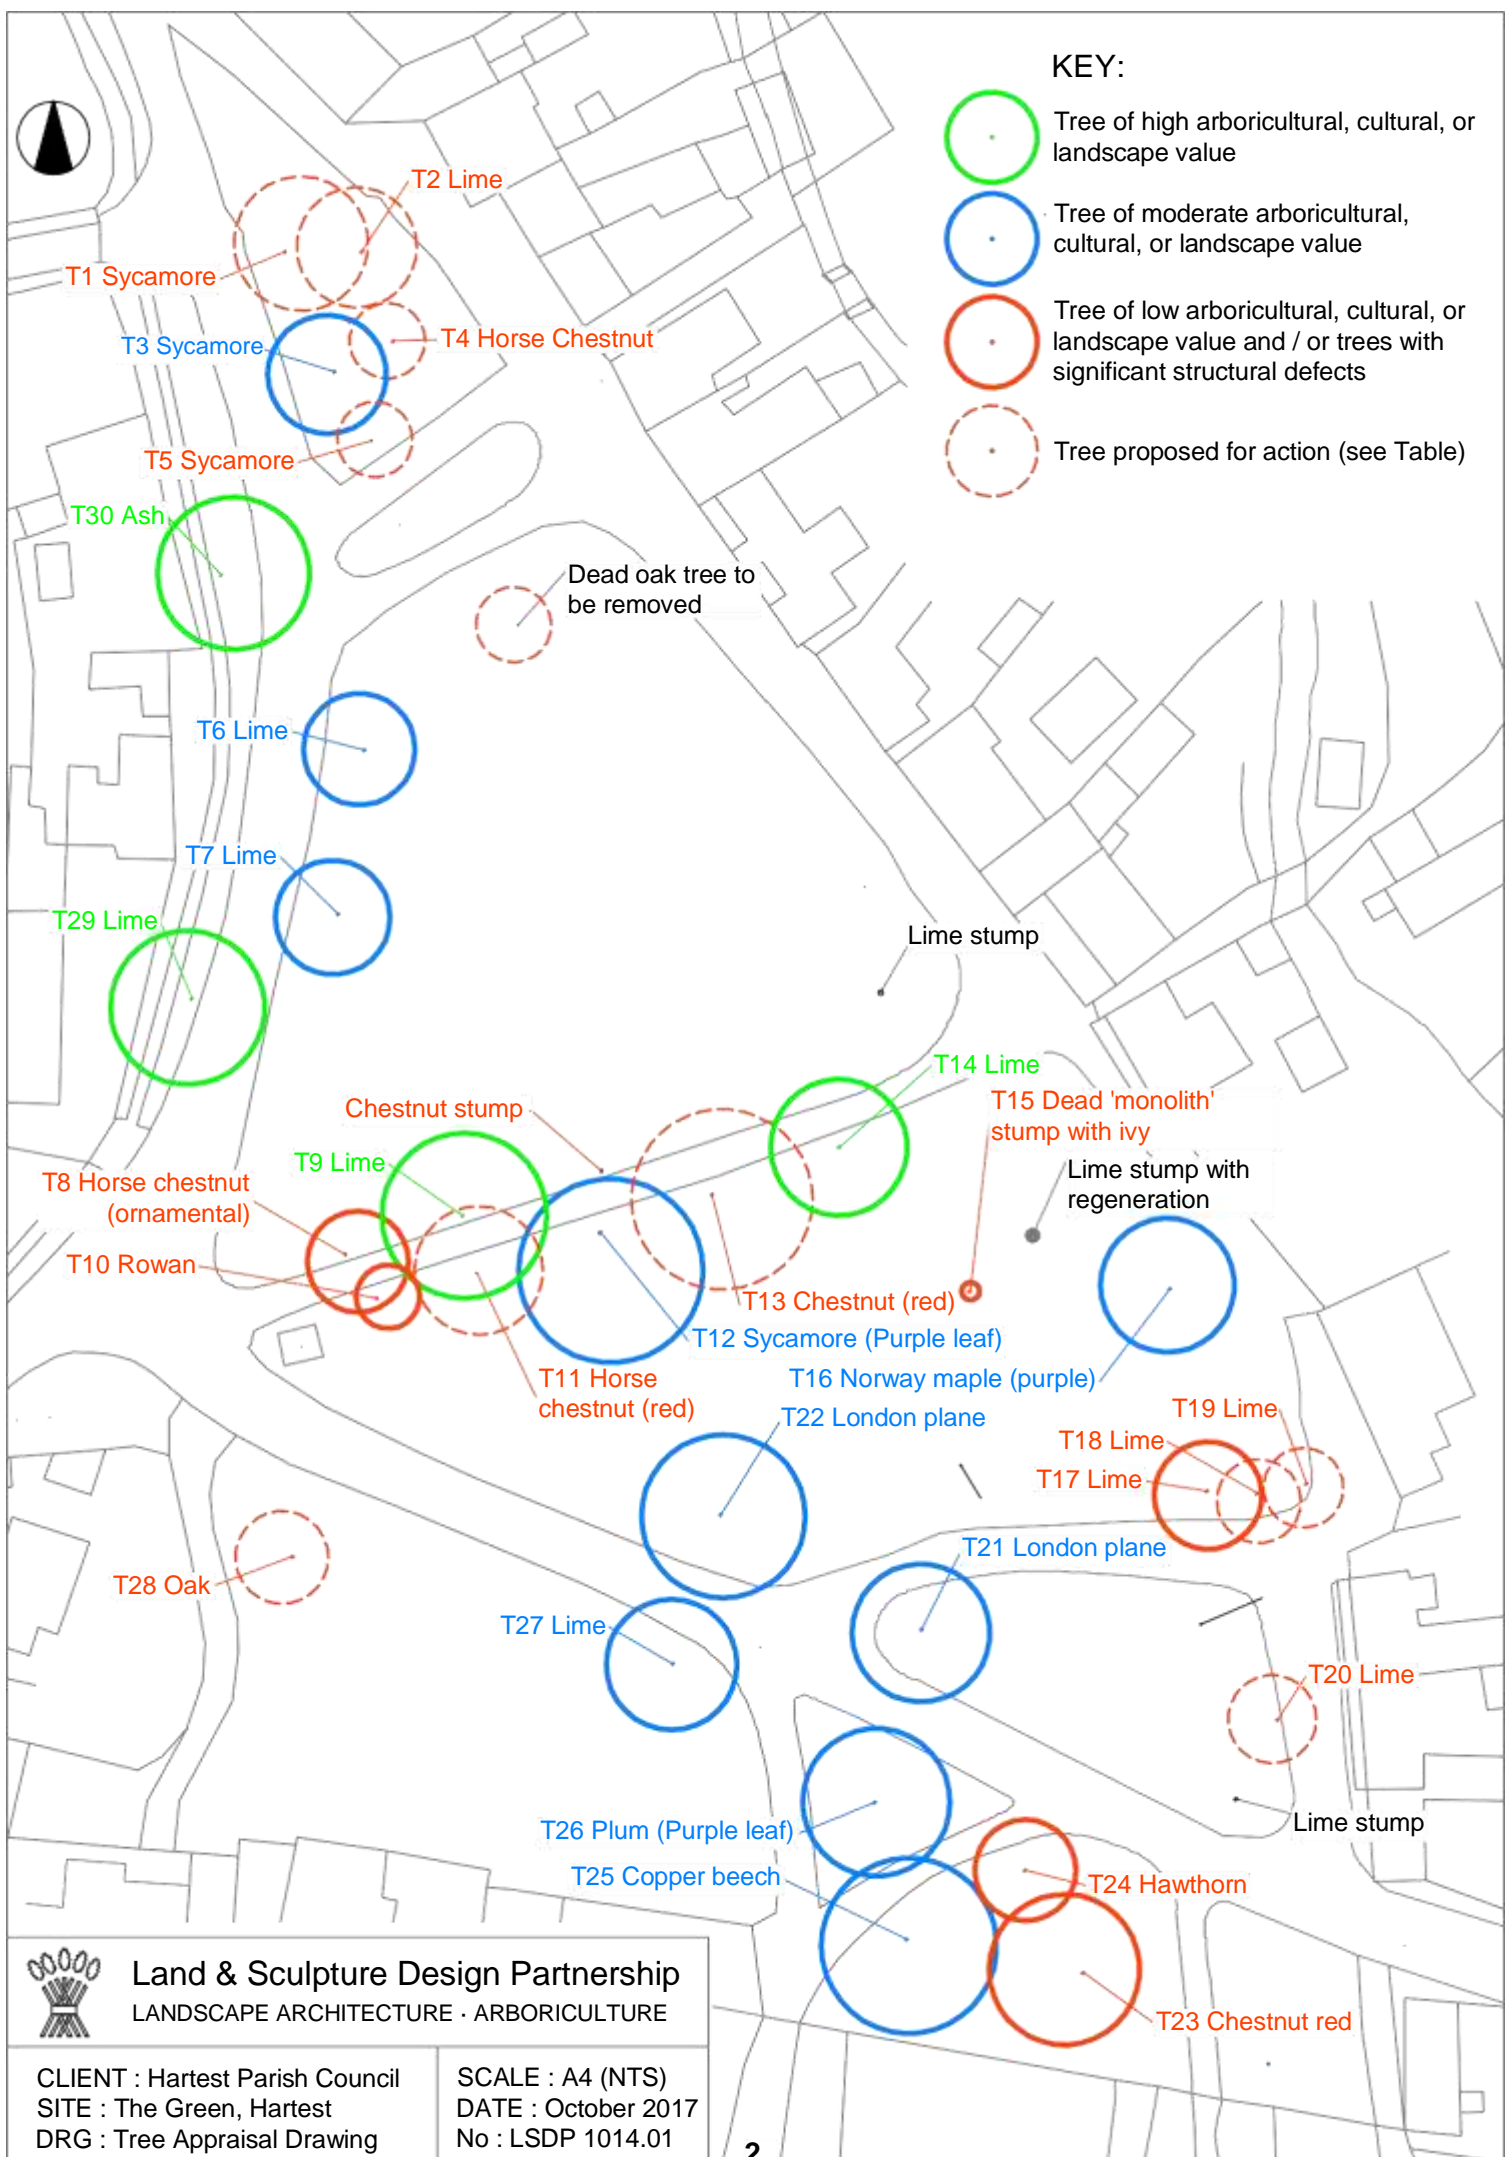 KEY:
Tree of high arboricultural, cultural, or
landscape value
Tree of moderate arboricultural,
cultural, or landscape value
Tree of low arboricultural, cultural, or
landscape value and / or trees with
significant structural defects
Tree proposed for action (see Table)
T2 Lime
T1 Sycamore
T4 Horse Chestnut
T3 Sycamore
T5 Sycamore
T30 Ash
Dead oak tree to
be removed
T6 Lime
T7 Lime
T29 Lime
Lime stump
T14 Lime
Chestnut stump
T15 Dead 'monolith'
stump with ivy
T9 Lime
Lime stump with
regeneration
T8 Horse chestnut
(ornamental)
T10 Rowan
T13 Chestnut (red)
T12 Sycamore (Purple leaf)
T11 Horse
chestnut (red)
T16 Norway maple (purple)
T22 London plane
T19 Lime
T18 Lime
T17 Lime
T21 London plane
T28 Oak
T27 Lime
T20 Lime
T26 Plum (Purple leaf)
Lime stump
T25 Copper beech
T24 Hawthorn
T23 Chestnut red
Land & Sculpture Design Partnership
LANDSCAPE ARCHITECTURE · ARBORICULTURE
CLIENT : Hartest Parish Council
SITE : The Green, Hartest
DRG : Tree Appraisal Drawing
SCALE : A4 (NTS)
DATE : October 2017
No : LSDP 1014.01
2